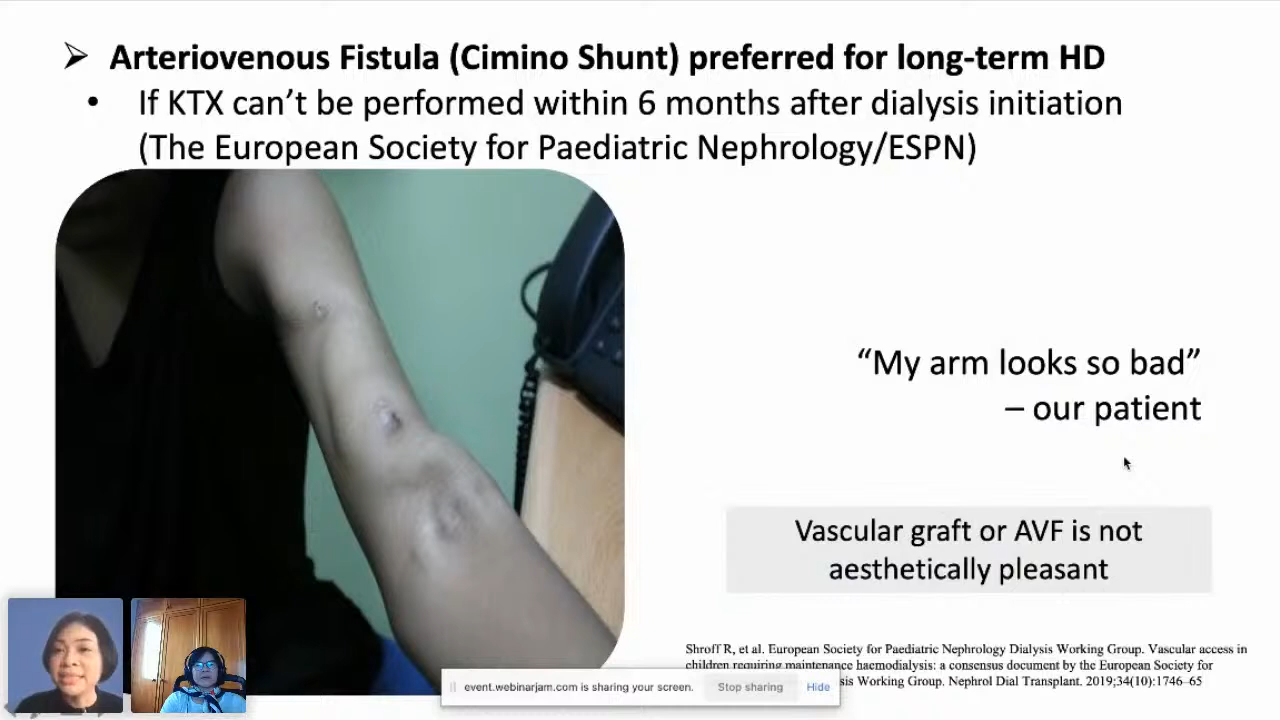 ➢ Arteriovenous Fistula (Cimino Shunt) preferred for long-term HD
• If KTX can't be performed within 6 months after dialysis initiation
(The European Society for Paediatric Nephrology/ESPN)
“My arm looks so bad”
– our patient
Vascular graft or AVF is not
aesthetically pleasant
Shroff R, et al. European Society for Paediatric Nephrology Dialysis Working Group. Vascular access in
children requiring maintenance haemodialysis: a consensus document by the European Society for
Working Group. Nephrol Dial Transplant. 2019;34(10):1746–65
event.webinarjam.com is sharing your screen. Stop sharing Hide